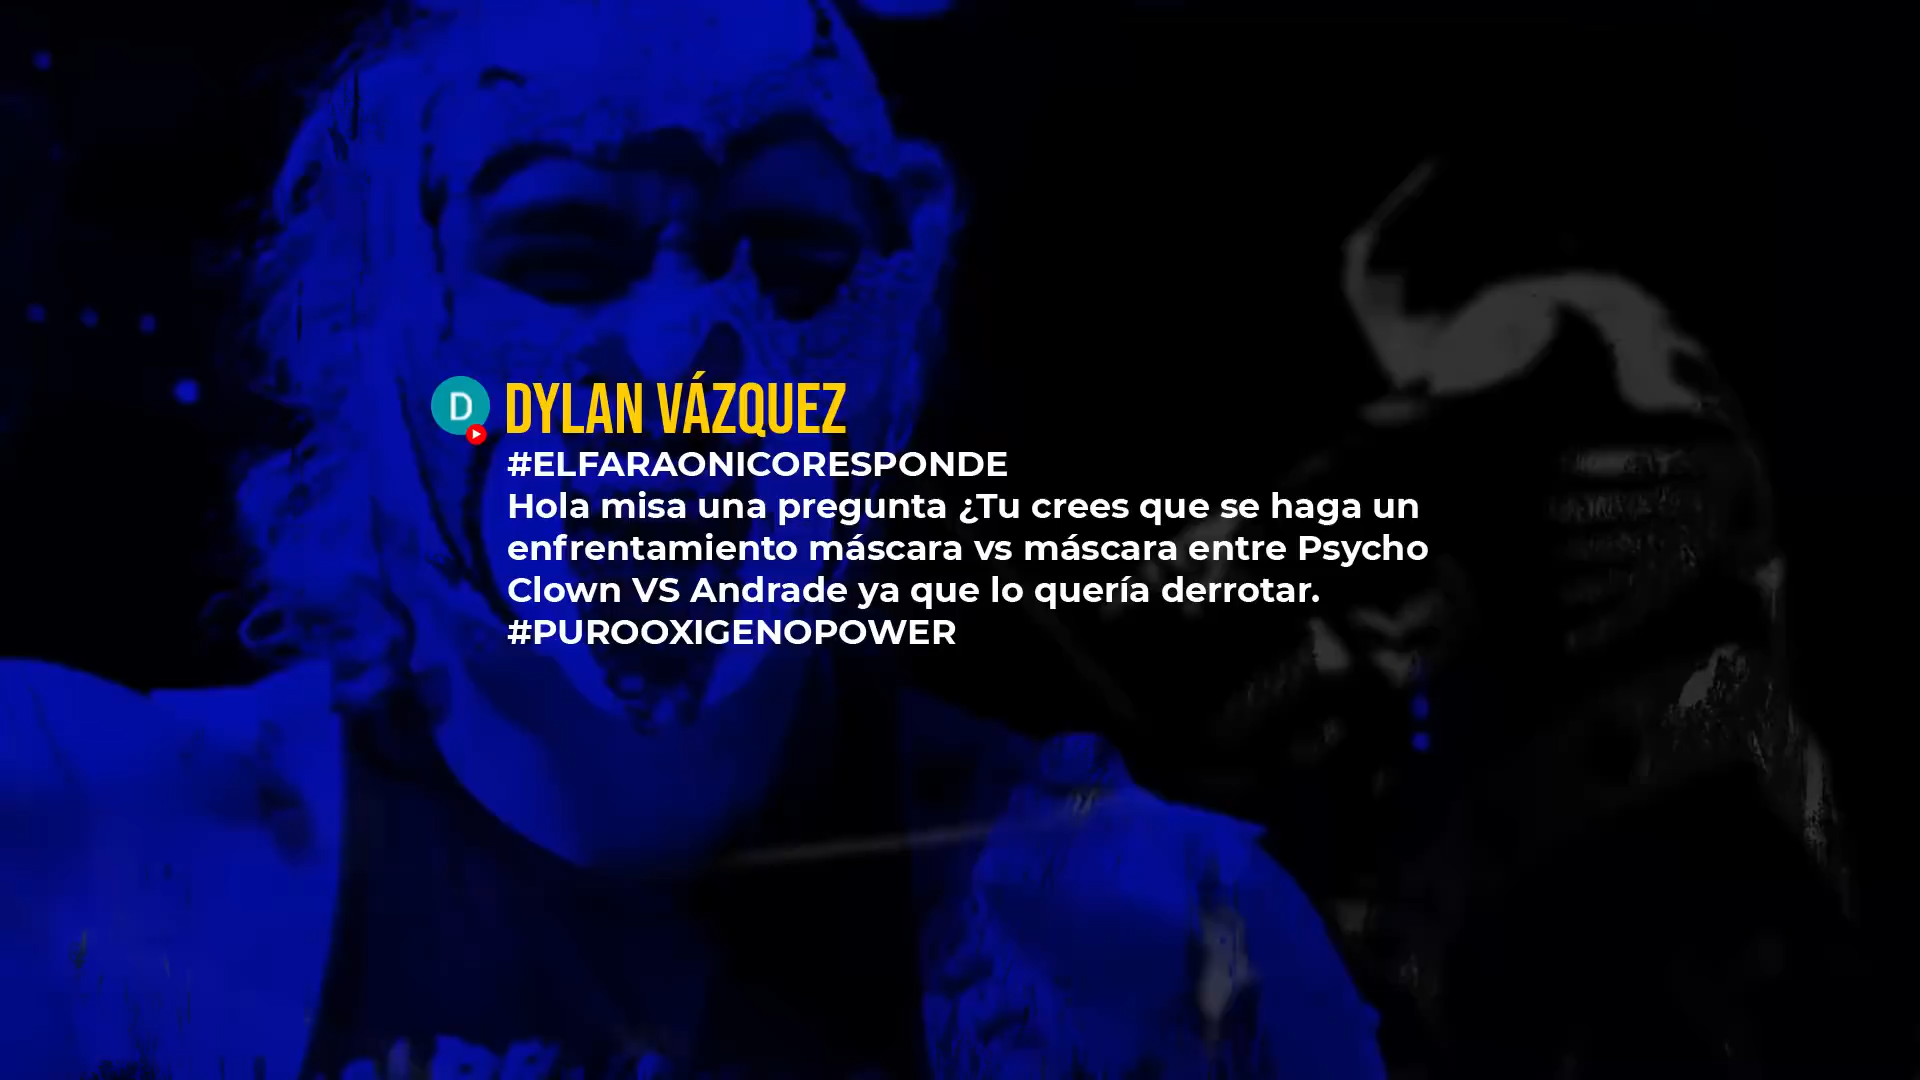 D
DYLAN VÁZQUEZ
#ELFARAONICORESPONDE
Hola misa una pregunta ¿Tu crees que se haga un
enfrentamiento máscara vs máscara entre Psycho
Clown VS Andrade ya que lo quería derrotar.
#PUROOXIGENOPOWER